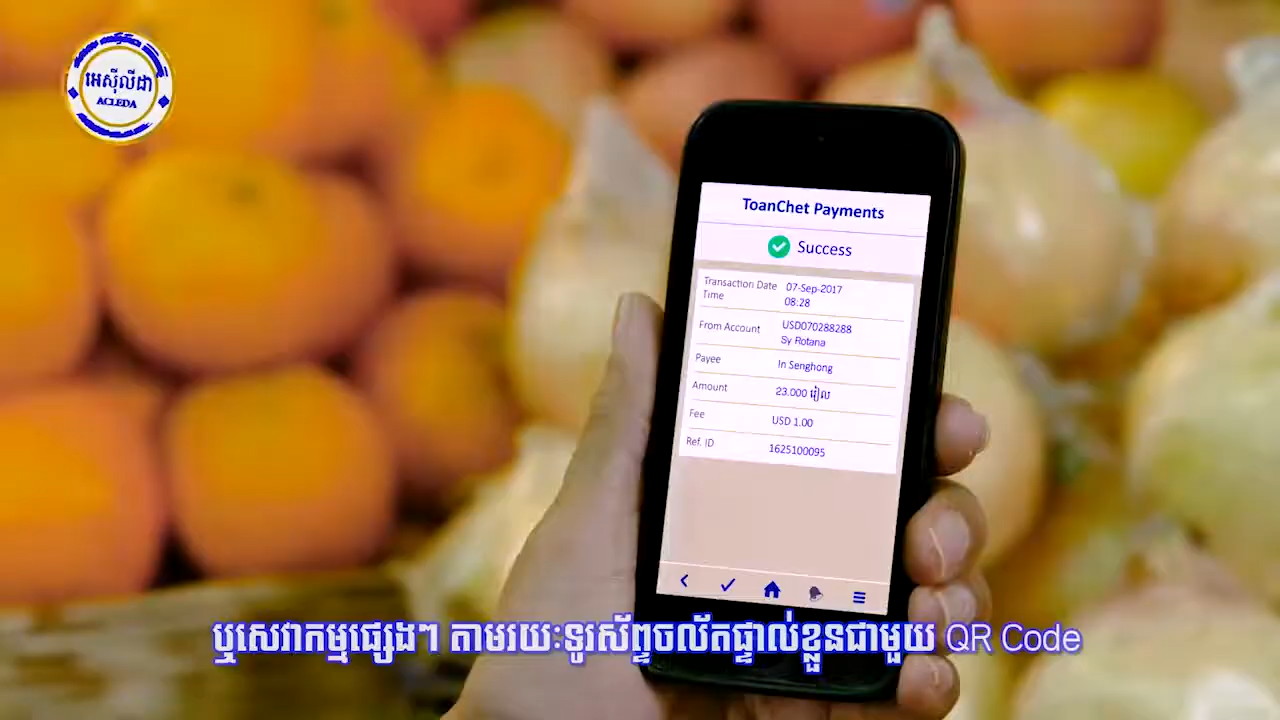 អេស៊ីលីដា
ACLEDA
ToanChet Payments
Success
Transaction Date 07-Sep-2017
Time 08:28
From Account USD070288288
Sy Rotana
Payee In Senghong
Amount 23.000 រៀល
Fee USD 1.00
Ref. ID 1625100095
ឬសេវាកម្មផ្សេងៗ តាមរយៈទូរស័ព្ទចល័តផ្ទាល់ខ្លួនជាមួយ QR Code